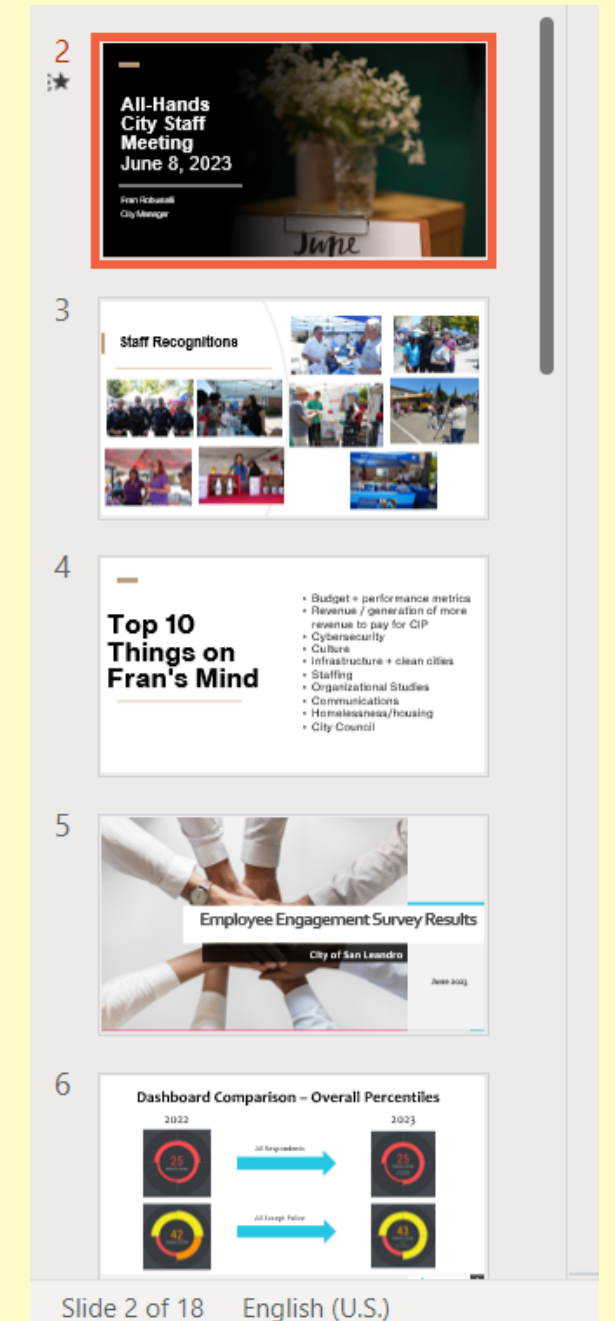 2
All-Hands
City Staff
Meeting
June 8, 2023
Fran Robustelli
City Manager
June
3
Staff Recognitions
4
Top 10
Things on
Fran's Mind
• Budget + performance metrics
• Revenue / generation of more
revenue to pay for CIP
• Cybersecurity
• Culture
• Infrastructure + clean cities
• Staffing
• Organizational Studies
• Communications
• Homelessness/housing
• City Council
5
Employee Engagement Survey Results
City of San Leandro
June 2023
6
Dashboard Comparison – Overall Percentiles
2022 2023
25 All Respondents 25
42 All Except Police 43
Slide 2 of 18 English (U.S.)